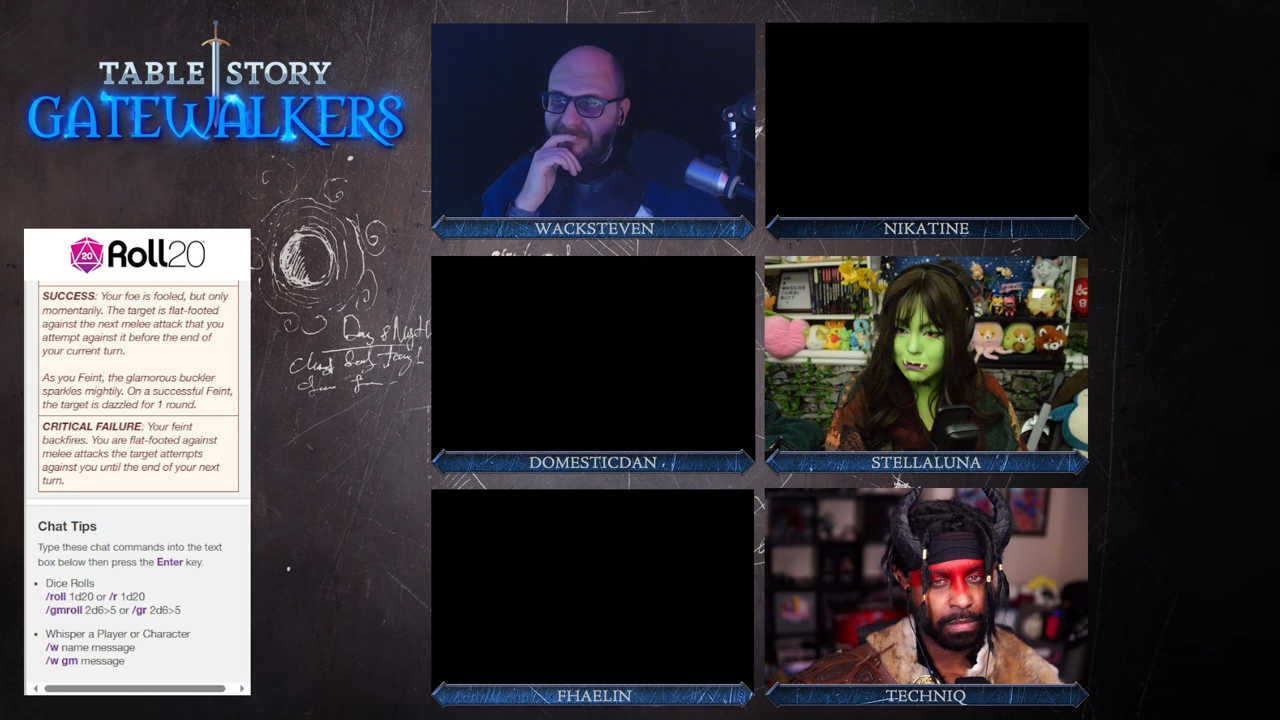 TABLE STORY
GATEWALKERS
Roll20
SUCCESS: Your foe is fooled, but only
momentarily. The target is flat-footed
against the next melee attack that you
attempt against it before the end of
your current turn.
As you Feint, the glamorous buckler
sparkles mightily. On a successful Feint,
the target is dazzled for 1 round.
CRITICAL FAILURE: Your feint
backfires. You are flat-footed against
melee attacks the target attempts
against you until the end of your next
turn.
Chat Tips
Type these chat commands into the text
box below then press the Enter key.
• Dice Rolls
/roll 1d20 or /r 1d20
/gmroll 2d6>5 or /gr 2d6>5
• Whisper a Player or Character
/w name message
/w gm message
WACKSTEVEN
NIKATINE
DOMESTICDAN
STELLALUNA
FHAELIN
TECHNIQ